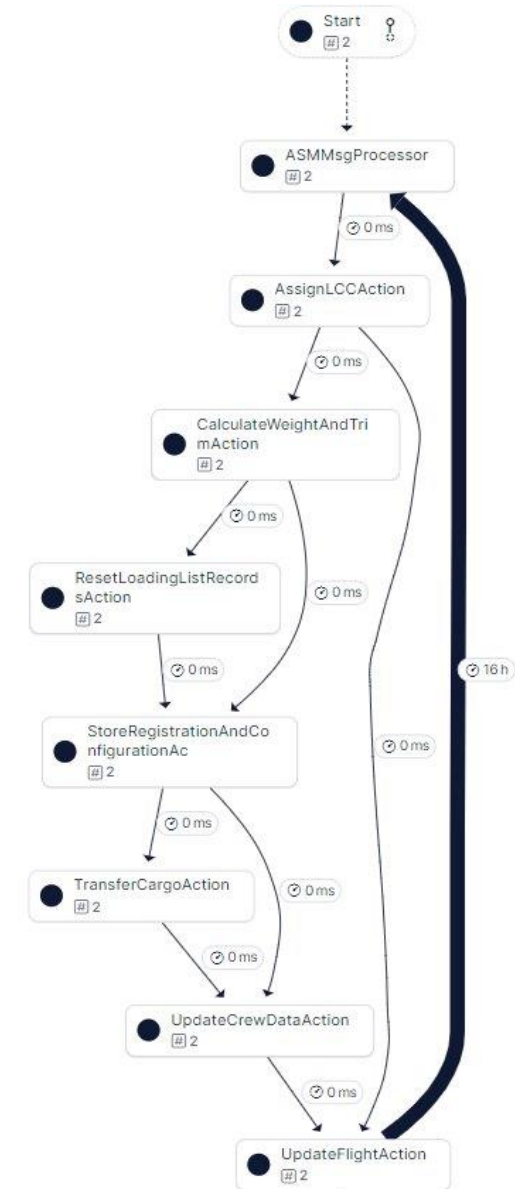 Start
# 2
ASMMsgProcessor
# 2
0 ms
AssignLCCAction
# 2
0 ms
CalculateWeightAndTri
mAction
# 2
0 ms
ResetLoadingListRecord
sAction
# 2
0 ms
0 ms
16 h
StoreRegistrationAndCo
nfigurationAc
# 2
0 ms
0 ms
TransferCargoAction
# 2
0 ms
0 ms
UpdateCrewDataAction
# 2
0 ms
UpdateFlightAction
# 2